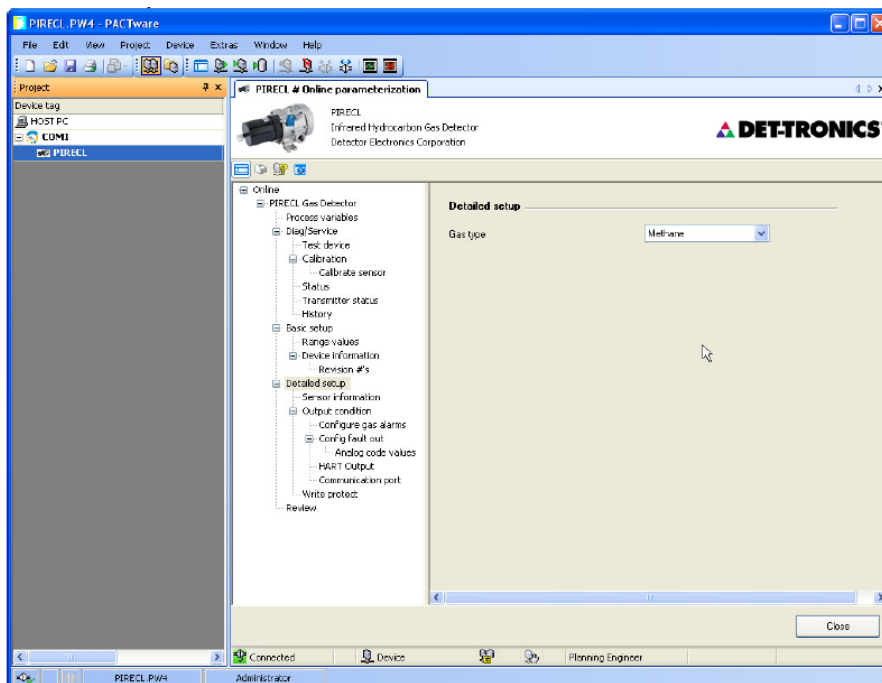 PIRECL.PW4 - PACTware
File Edit View Project Device Extras Window Help
Project
PIRECL # Online parameterization
Device tag
HOST PC
COM1
PIRECL
PIRECL
Infrared Hydrocarbon Gas Detector
Detector Electronics Corporation
DET-TRONICS®
Online
PIRECL Gas Detector
Process variables
Diag/Service
Test device
Calibration
Calibrate sensor
Status
Transmitter status
History
Basic setup
Range values
Device information
Revision #'s
Detailed setup
Sensor information
Output condition
Configure gas alarms
Config fault out
Analog code values
HART Output
Communication port
Write protect
Review
Detailed setup
Gas type
Methane
Close
Connected
Device
Planning Engineer
PIRECL.PW4
Administrator